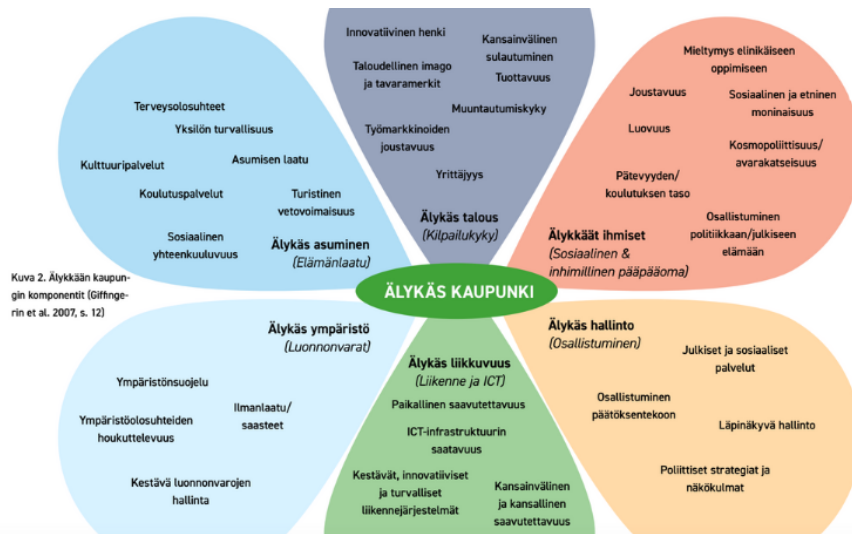 Innovatiivinen henki
Kansainvälinen
sulautuminen
Taloudellinen imago
ja tavaramerkit
Tuottavuus
Muuntautumiskyky
Työmarkkinoiden
joustavuus
Yrittäjyys
Älykäs talous
(Kilpailukyky)
Mieltymys elinikäiseen
oppimiseen
Joustavuus
Sosiaalinen ja etninen
moninaisuus
Luovuus
Kosmopoliittisuus/
avarakatseisuus
Pätevyyden/
koulutuksen taso
Osallistuminen
politiikkaan/julkiseen
elämään
Älykkäät ihmiset
(Sosiaalinen &
inhimillinen pääpääoma)
Terveysolosuhteet
Yksilön turvallisuus
Kulttuuripalvelut
Asumisen laatu
Koulutuspalvelut
Turistinen
vetovoimaisuus
Sosiaalinen
yhteenkuuluvuus
Älykäs asuminen
(Elämänlaatu)
Kuva 2. Älykkään kaupun-
gin komponentit (Giffinge-
rin et al. 2007, s. 12)
ÄLYKÄS KAUPUNKI
Älykäs ympäristö
(Luonnonvarat)
Ympäristönsuojelu
Ilmanlaatu/
saasteet
Ympäristöolosuhteiden
houkuttelevuus
Kestävä luonnonvarojen
hallinta
Älykäs liikkuvuus
(Liikenne ja ICT)
Paikallinen saavutettavuus
ICT-infrastruktuurin
saatavuus
Kestävät, innovatiiviset
ja turvalliset
liikennejärjestelmät
Kansainvälinen
ja kansallinen
saavutettavuus
Älykäs hallinto
(Osallistuminen)
Julkiset ja sosiaaliset
palvelut
Osallistuminen
päätöksentekoon
Läpinäkyvä hallinto
Poliittiset strategiat ja
näkökulmat